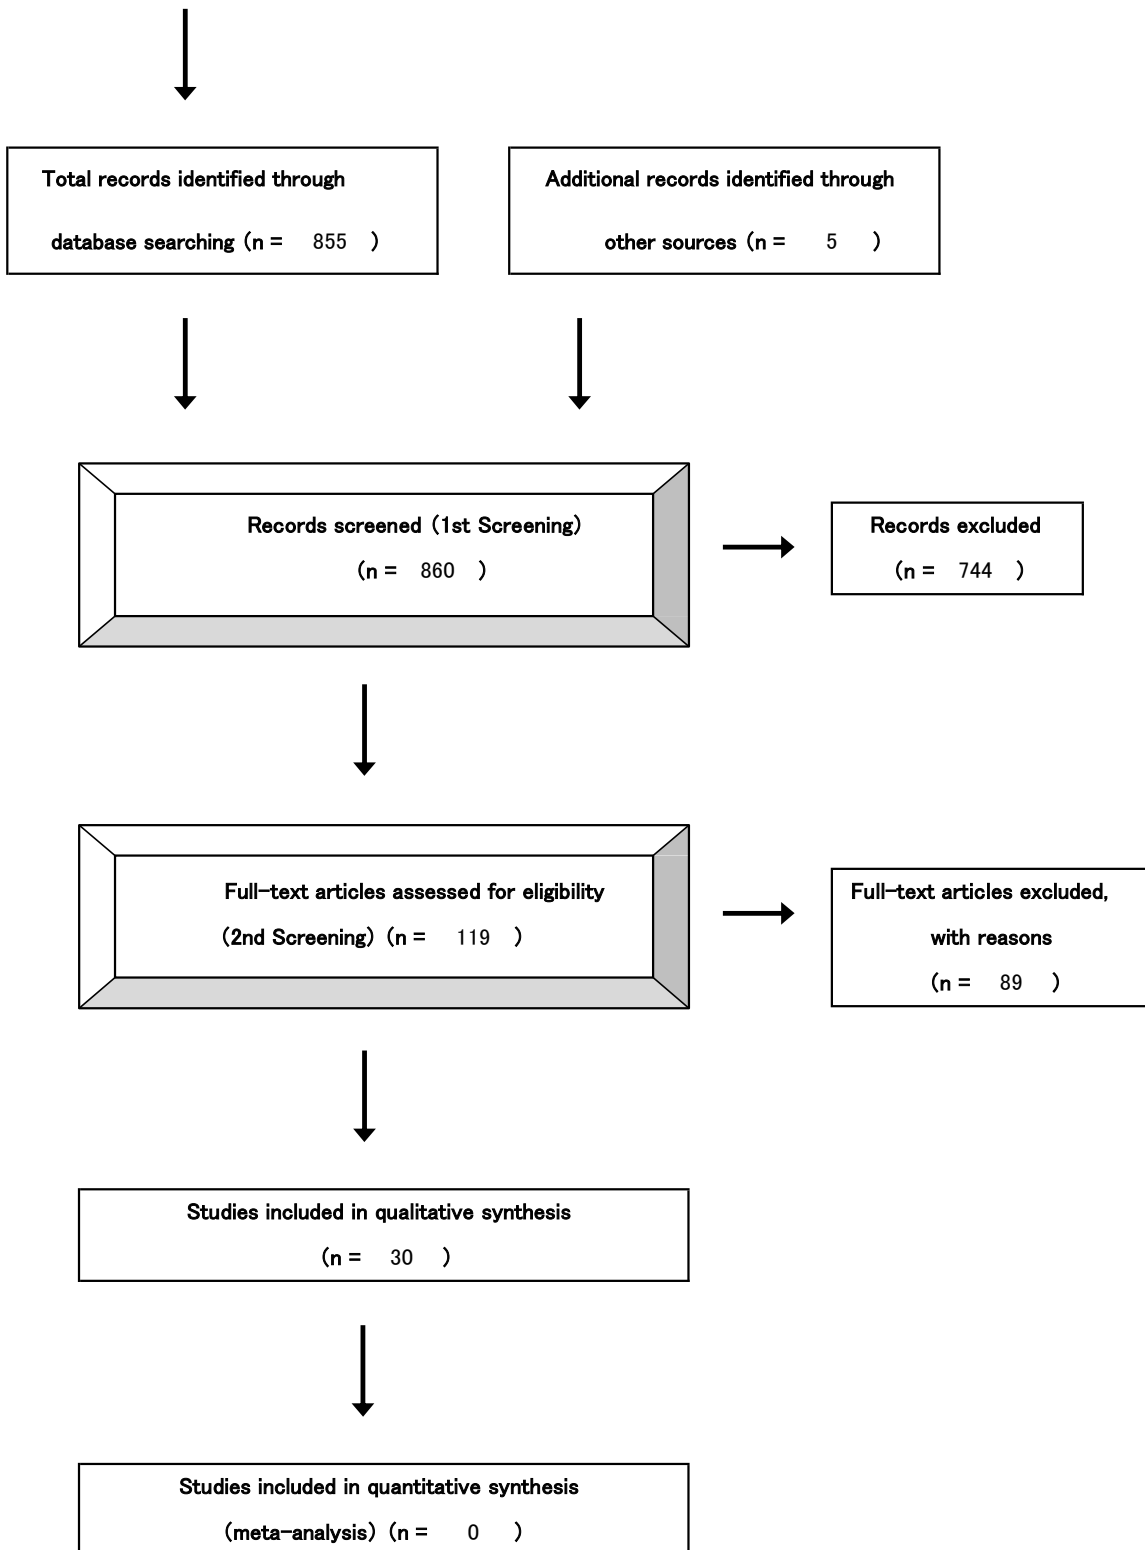 Total records identified through
database searching (n = 855 )
Additional records identified through
other sources (n = 5 )
Records screened (1st Screening)
(n = 860 )
Records excluded
(n = 744 )
Full-text articles assessed for eligibility
(2nd Screening) (n = 119 )
Full-text articles excluded,
with reasons
(n = 89 )
Studies included in qualitative synthesis
(n = 30 )
Studies included in quantitative synthesis
(meta-analysis) (n = 0 )